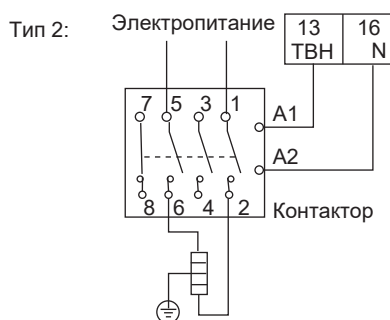 Тип 2:
Электропитание
13 16
ТВН N
7 5 3 1
A1
A2
8 6 4 2
Контактор